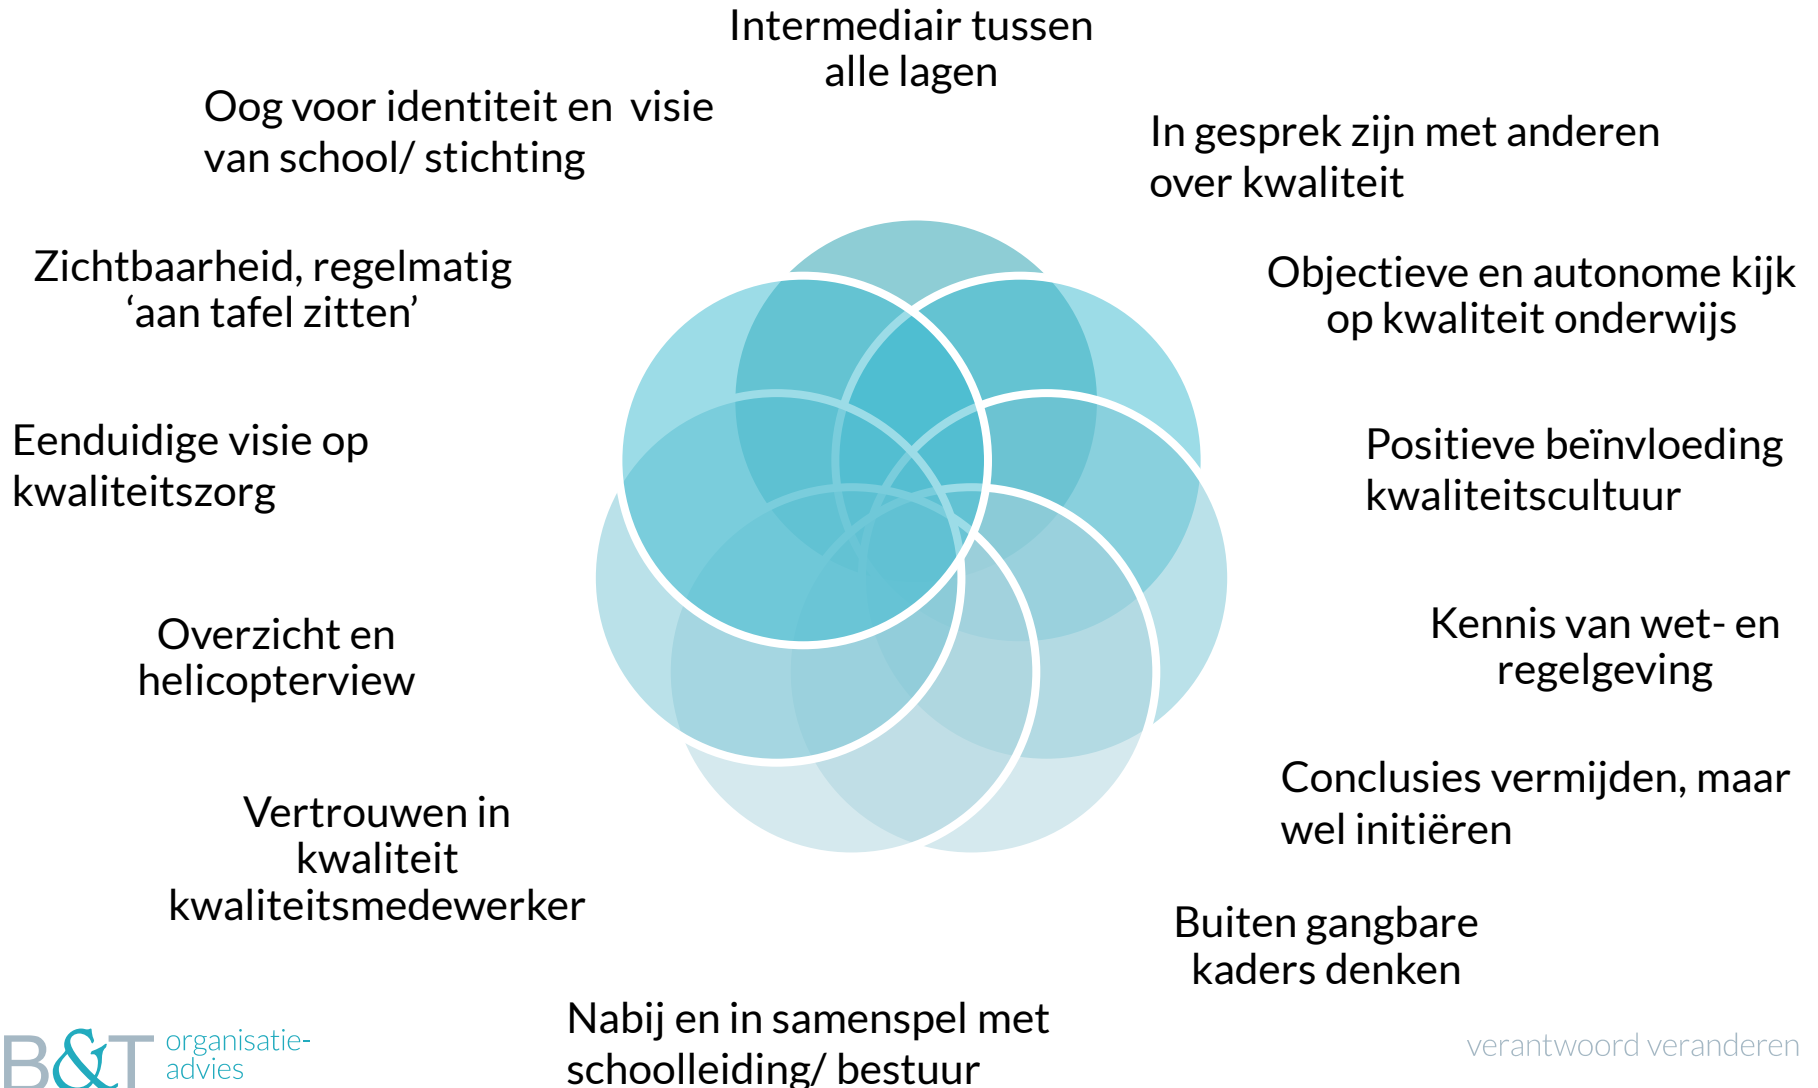 Intermediair tussen
alle lagen
Oog voor identiteit en visie
van school/ stichting
In gesprek zijn met anderen
over kwaliteit
Zichtbaarheid, regelmatig
‘aan tafel zitten’
Objectieve en autonome kijk
op kwaliteit onderwijs
Eenduidige visie op
kwaliteitszorg
Positieve beïnvloeding
kwaliteitscultuur
Overzicht en
helicopterview
Kennis van wet- en
regelgeving
Vertrouwen in
kwaliteit
kwaliteitsmedewerker
Conclusies vermijden, maar
wel initiëren
Buiten gangbare
kaders denken
Nabij en in samenspel met
schoolleiding/ bestuur
B&T organisatie-
advies
verantwoord veranderen